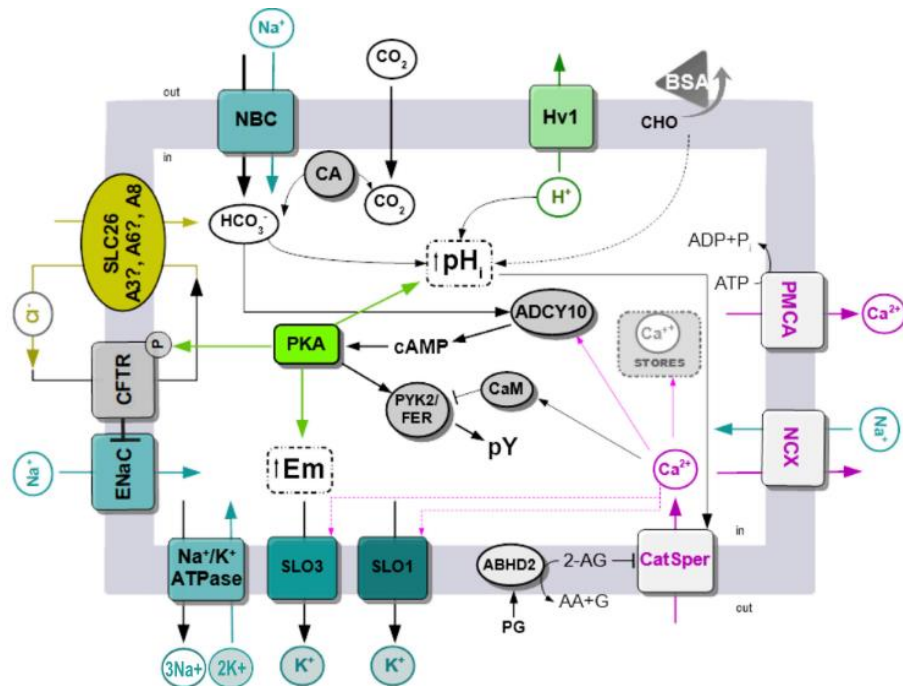 Na⁺
CO₂
BSA
out
NBC
Hv1
CHO
in
CA
H⁺
CO₂
HCO₃⁻
SLC26
A3?, A6?, A8
↑pHᵢ
ADP+Pᵢ
ATP
PMCA
Ca²⁺
Cl⁻
ADCY10
Ca⁺⁺
STORES
P
PKA
cAMP
CFTR
PYK2/
FER
CaM
pY
NCX
Na⁺
Na⁺
ENaC
↑Em
Ca²⁺
in
Na⁺/K⁺
ATPase
SLO3
SLO1
ABHD2
2-AG
CatSper
AA+G
out
PG
3Na+
2K+
K⁺
K⁺